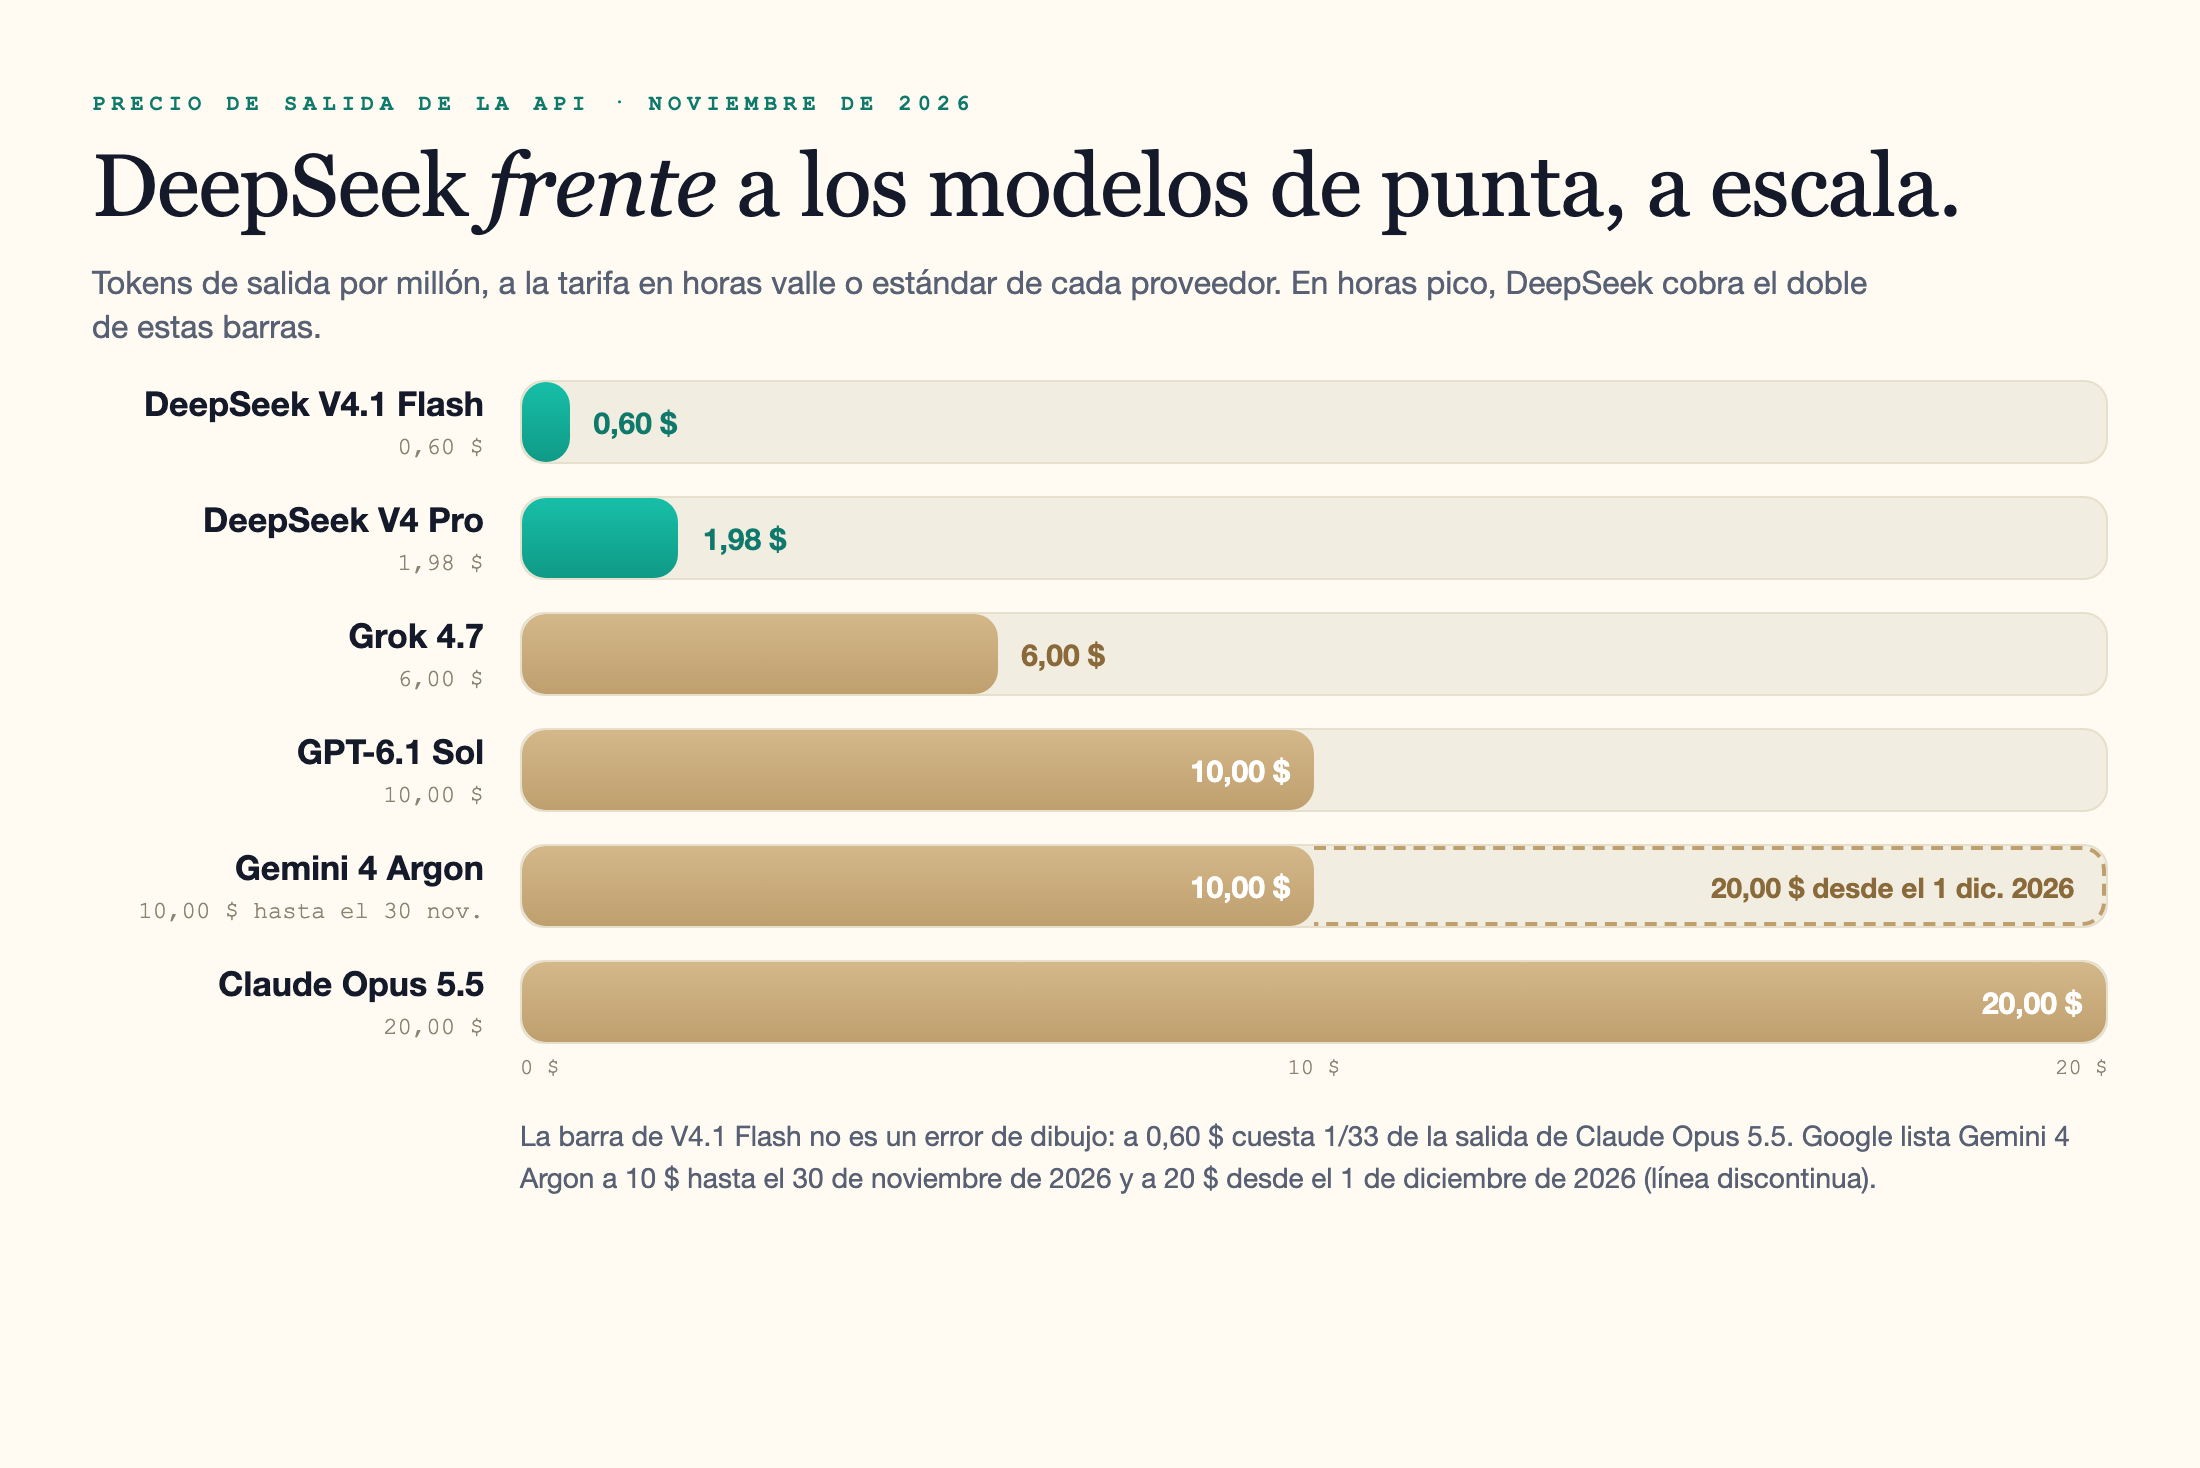 PRECIO DE SALIDA DE LA API · NOVIEMBRE DE 2026
DeepSeek frente a los modelos de punta, a escala.
Tokens de salida por millón, a la tarifa en horas valle o estándar de cada proveedor. En horas pico, DeepSeek cobra el doble
de estas barras.
DeepSeek V4.1 Flash
0,60 $
0,60 $
DeepSeek V4 Pro
1,98 $
1,98 $
Grok 4.7
6,00 $
6,00 $
GPT-6.1 Sol
10,00 $
10,00 $
Gemini 4 Argon
10,00 $ hasta el 30 nov.
10,00 $
20,00 $ desde el 1 dic. 2026
Claude Opus 5.5
20,00 $
20,00 $
0 $
10 $
20 $
La barra de V4.1 Flash no es un error de dibujo: a 0,60 $ cuesta 1/33 de la salida de Claude Opus 5.5. Google lista Gemini 4
Argon a 10 $ hasta el 30 de noviembre de 2026 y a 20 $ desde el 1 de diciembre de 2026 (línea discontinua).